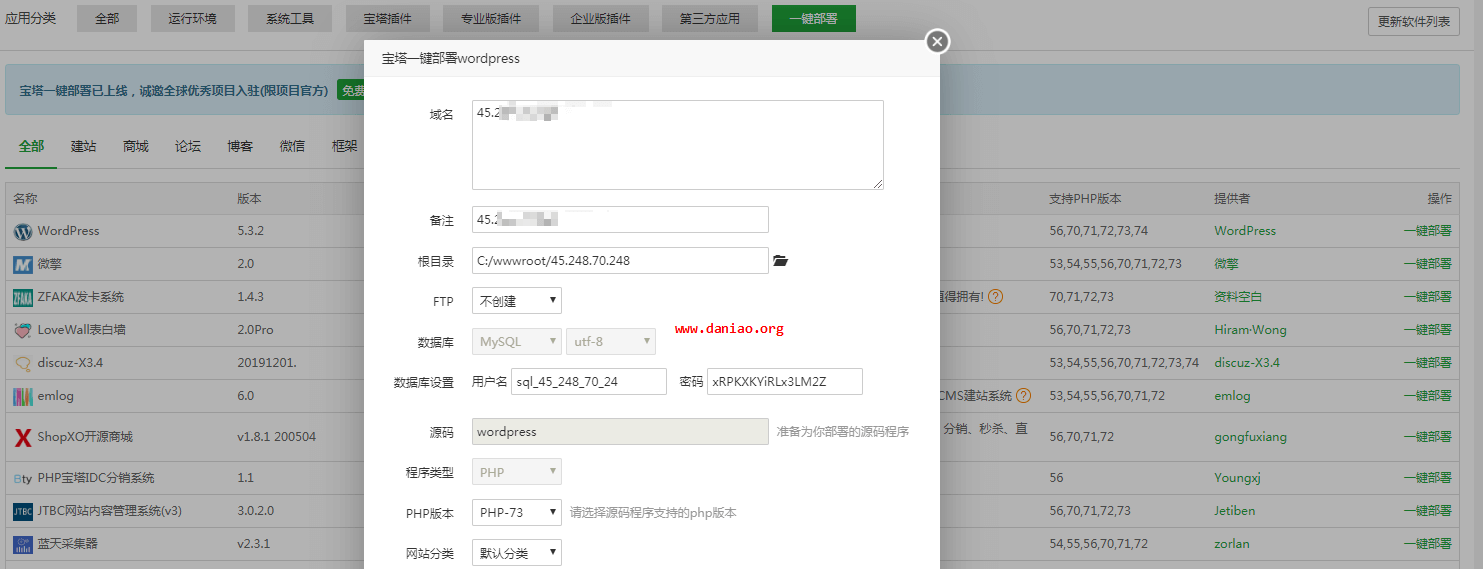 应用分类 全部 运行环境 系统工具 宝塔插件 专业版插件 企业版插件 第三方应用 一键部署 更新软件列表
宝塔一键部署wordpress
宝塔一键部署已上线，诚邀全球优秀项目入驻(限项目官方) 免费
域名 45.2
全部 建站 商城 论坛 博客 微信 框架
名称 版本 支持PHP版本 提供者 操作
备注 45.2
WordPress 5.3.2 56,70,71,72,73,74 WordPress 一键部署
根目录 C:/wwwroot/45.248.70.248
微擎 2.0 53,54,55,56,70,71,72,73 微擎 一键部署
FTP 不创建
ZFAKA发卡系统 1.4.3 值得拥有! 70,71,72,73 资料空白 一键部署
www.daniao.org
LoveWall表白墙 2.0Pro 56,70,71,72,73 Hiram·Wong 一键部署
数据库 MySQL utf-8
discuz-X3.4 20191201. 53,54,55,56,70,71,72,73,74 discuz-X3.4 一键部署
数据库设置 用户名 sql_45_248_70_24 密码 xRPKXKYiRLx3LM2Z
emlog 6.0 CMS建站系统 53,54,55,56,70,71,72 emlog 一键部署
源码 wordpress 准备为你部署的源码程序
ShopXO开源商城 v1.8.1 200504 分销、秒杀、直 56,70,71,72 gongfuxiang 一键部署
程序类型 PHP
Bty PHP宝塔IDC分销系统 1.1 56 Youngxj 一键部署
PHP版本 PHP-73 请选择源码程序支持的php版本
JTBC JTBC网站内容管理系统(v3) 3.0.2.0 56,70,71,72,73 Jetiben 一键部署
网站分类 默认分类
蓝天采集器 v2.3.1 54,55,56,70,71,72 zorlan 一键部署